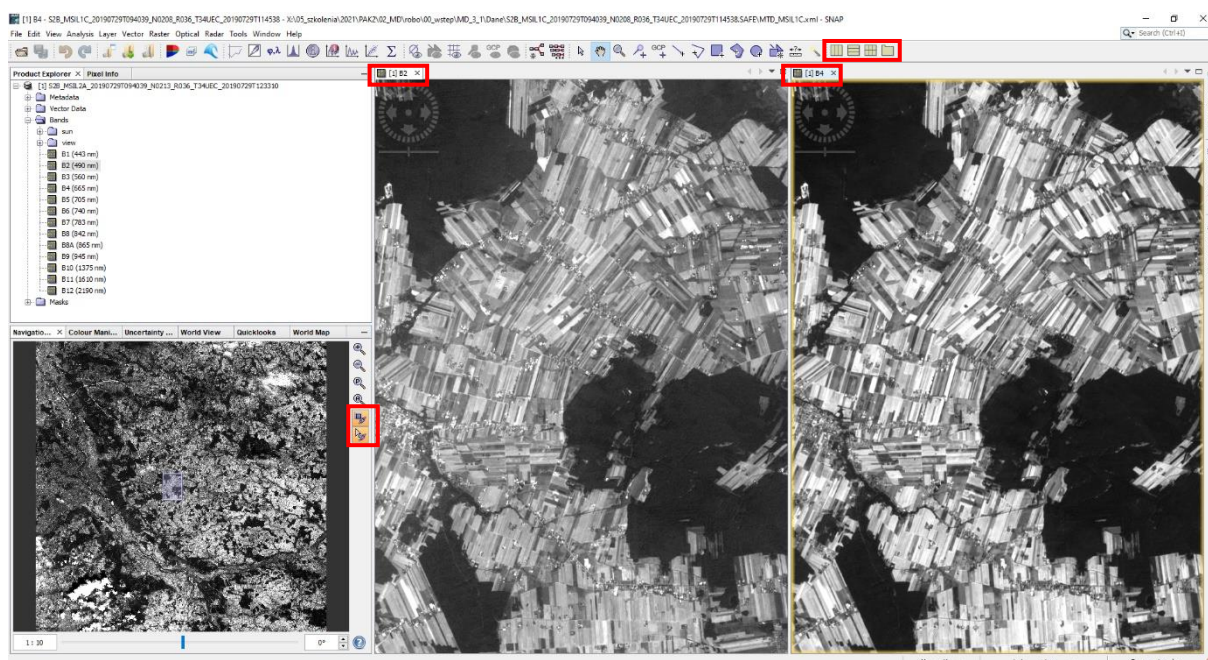 [1] B4 - S2B_MSIL1C_20190729T094039_N0208_R036_T34UEC_20190729T114538 - X:\05_szkolenia\2021\PAK2\02_MD\robo\00_wstep\MD_3_1\Dane\S2B_MSIL1C_20190729T094039_N0208_R036_T34UEC_20190729T114538.SAFE\MTD_MSIL1C.xml - SNAP
File Edit View Analysis Layer Vector Raster Optical Radar Tools Window Help
Search (Ctrl+I)
Product Explorer × Pixel Info
[1] B2 ×
[1] B4 ×
[1] S2B_MSIL2A_20190729T094039_N0213_R036_T34UEC_20190729T123310
Metadata
Vector Data
Bands
sun
view
B1 (443 nm)
B2 (490 nm)
B3 (560 nm)
B4 (665 nm)
B5 (705 nm)
B6 (740 nm)
B7 (783 nm)
B8 (842 nm)
B8A (865 nm)
B9 (945 nm)
B10 (1375 nm)
B11 (1610 nm)
B12 (2190 nm)
Masks
Navigatio... × Colour Mani... Uncertainty ... World View Quicklooks World Map
1: 10
0°